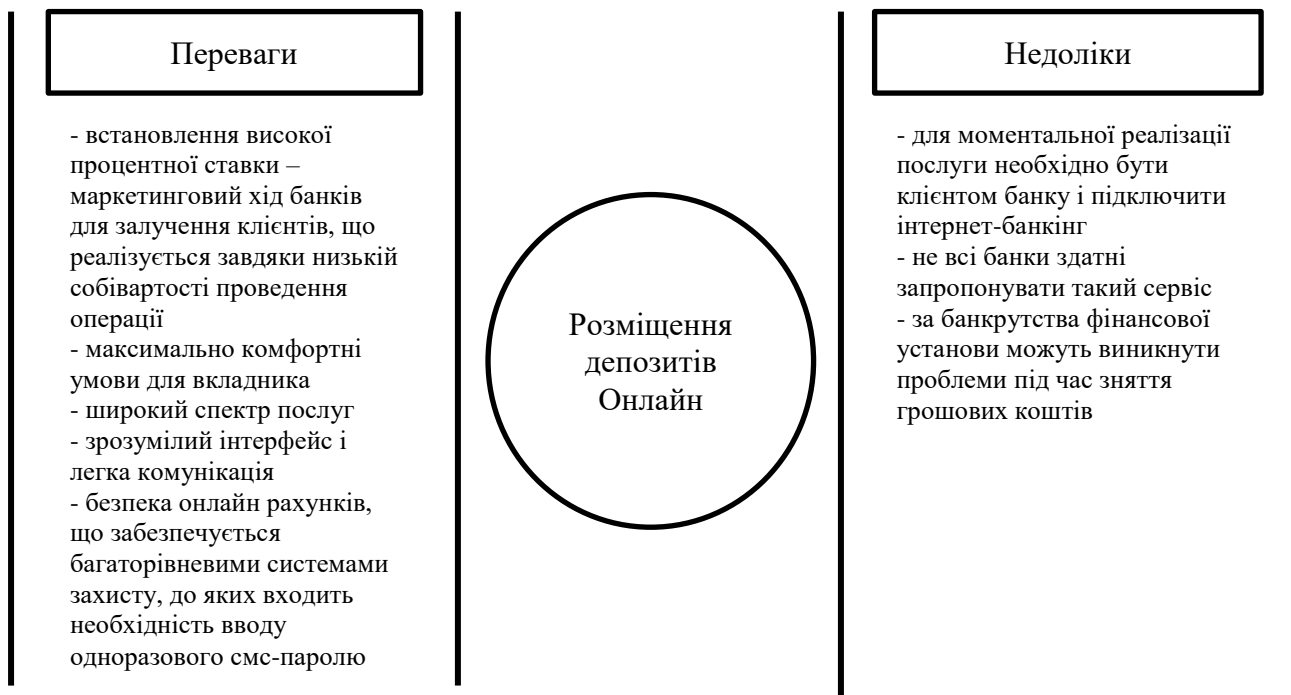 Переваги
- встановлення високої
процентної ставки –
маркетинговий хід банків
для залучення клієнтів, що
реалізується завдяки низькій
собівартості проведення
операції
- максимально комфортні
умови для вкладника
- широкий спектр послуг
- зрозумілий інтерфейс і
легка комунікація
- безпека онлайн рахунків,
що забезпечується
багаторівневими системами
захисту, до яких входить
необхідність вводу
одноразового смс-паролю
Розміщення
депозитів
Онлайн
Недоліки
- для моментальної реалізації
послуги необхідно бути
клієнтом банку і підключити
інтернет-банкінг
- не всі банки здатні
запропонувати такий сервіс
- за банкрутства фінансової
установи можуть виникнути
проблеми під час зняття
грошових коштів